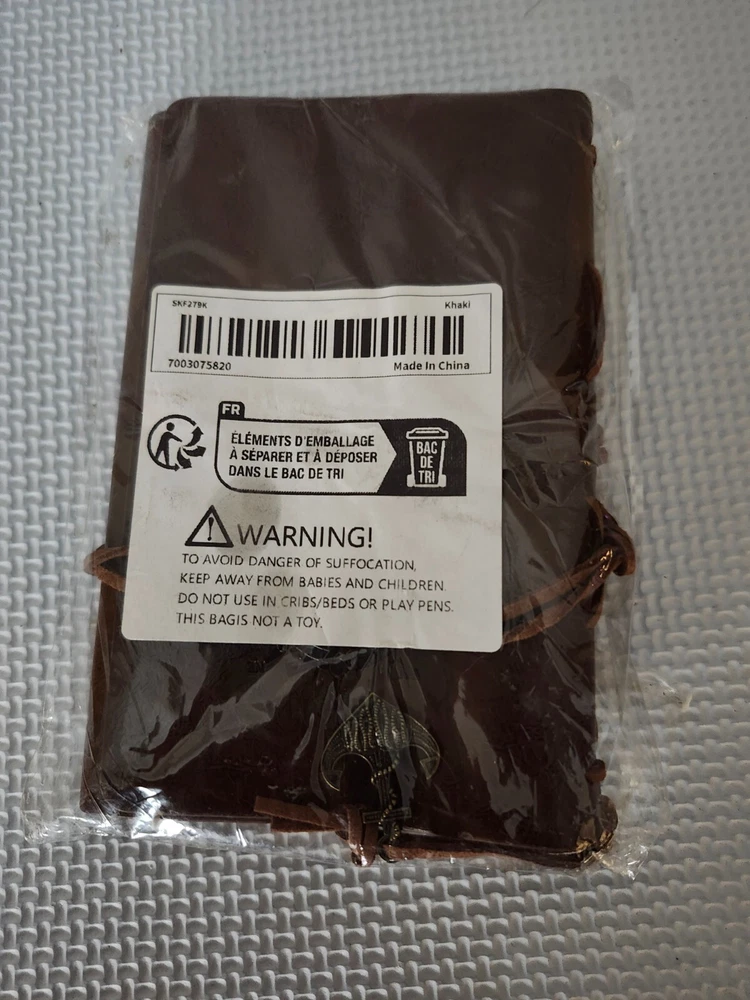 SKF279K Khaki
7003075820 Made In China
FR
ÉLÉMENTS D'EMBALLAGE
À SÉPARER ET À DÉPOSER
DANS LE BAC DE TRI
BAC
DE
TRI
WARNING!
TO AVOID DANGER OF SUFFOCATION,
KEEP AWAY FROM BABIES AND CHILDREN
DO NOT USE IN CRIBS/BEDS OR PLAY PENS.
THIS BAGIS NOT A TOY.